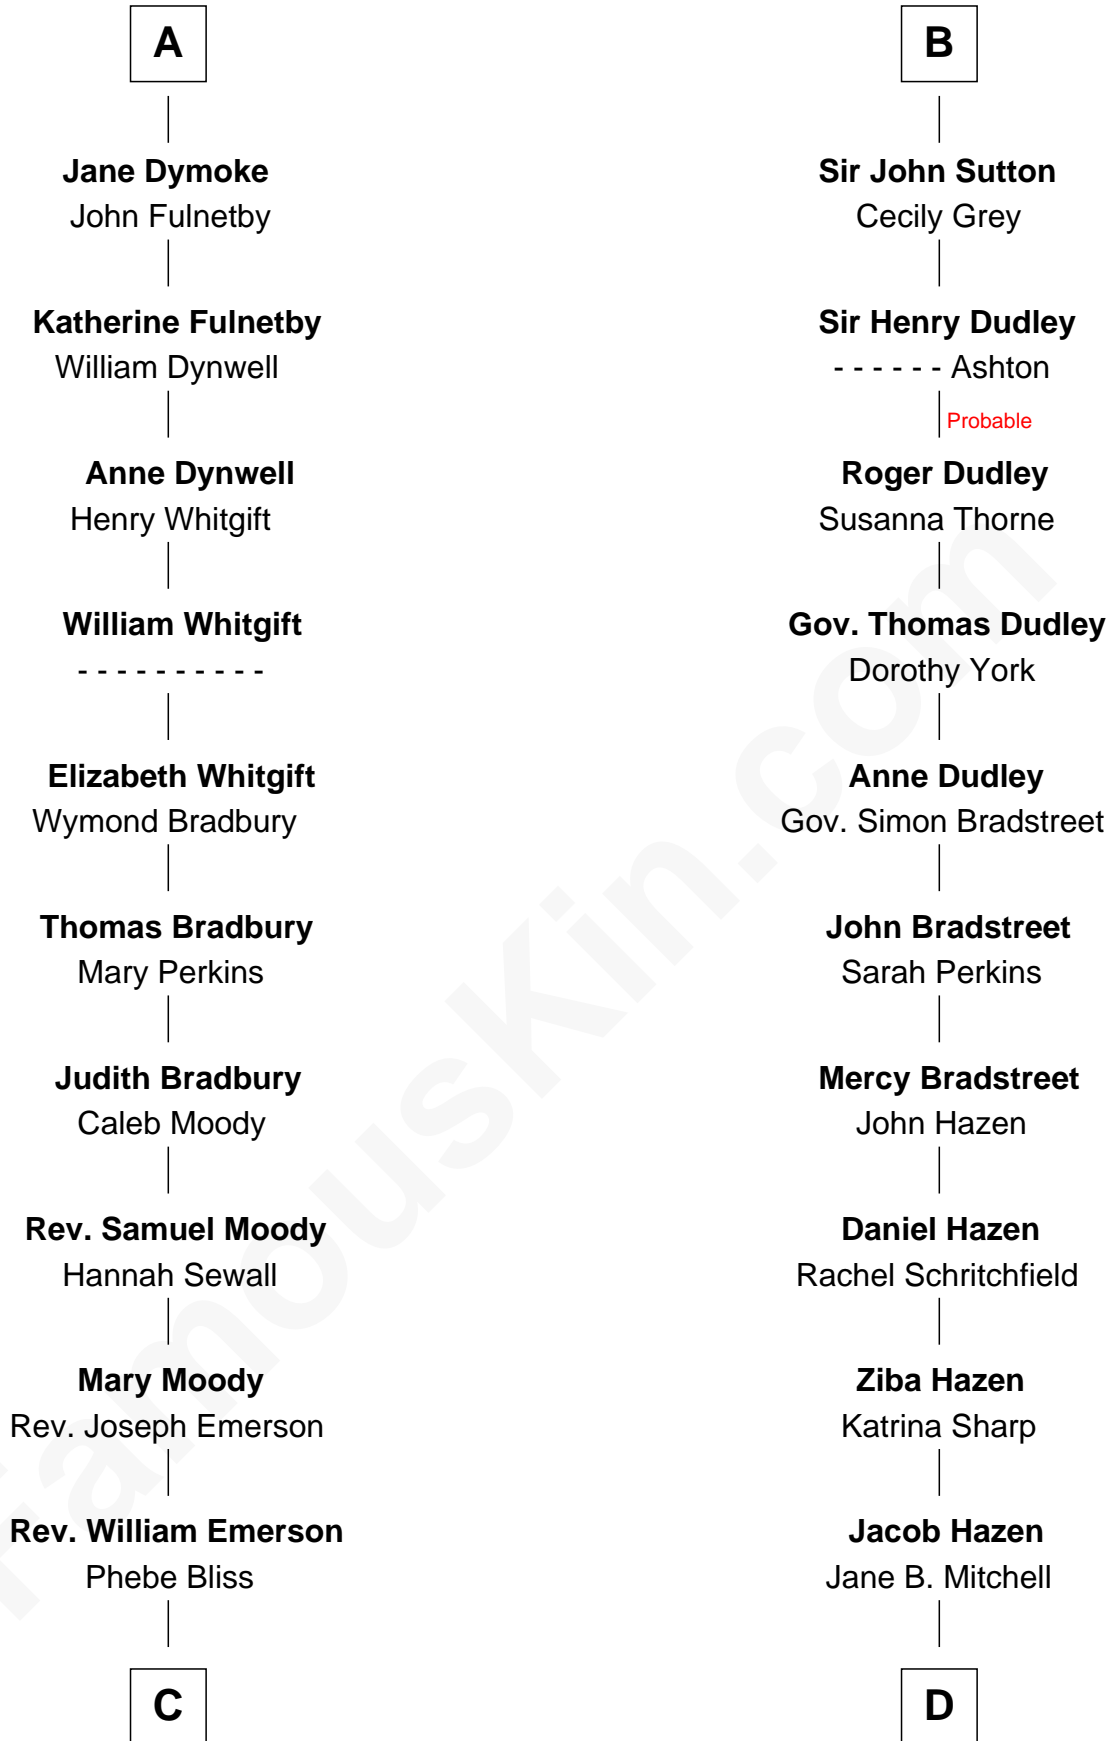 A
Jane Dymoke
John Fulnetby
Katherine Fulnetby
William Dynwell
Anne Dynwell
Henry Whitgift
William Whitgift
- - - - - - - - - -
Elizabeth Whitgift
Wymond Bradbury
Thomas Bradbury
Mary Perkins
Judith Bradbury
Caleb Moody
Rev. Samuel Moody
Hannah Sewall
Mary Moody
Rev. Joseph Emerson
Rev. William Emerson
Phebe Bliss
C
B
Sir John Sutton
Cecily Grey
Sir Henry Dudley
- - - - - - Ashton
Probable
Roger Dudley
Susanna Thorne
Gov. Thomas Dudley
Dorothy York
Anne Dudley
Gov. Simon Bradstreet
John Bradstreet
Sarah Perkins
Mercy Bradstreet
John Hazen
Daniel Hazen
Rachel Schritchfield
Ziba Hazen
Katrina Sharp
Jacob Hazen
Jane B. Mitchell
D
FamousKin.com